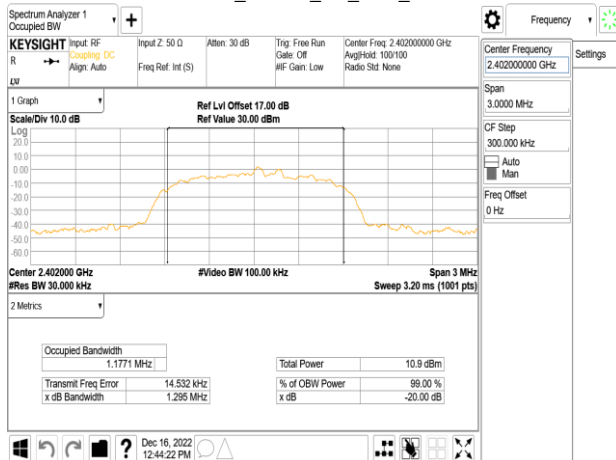 Spectrum Analyzer 1
Occupied BW
Frequency
KEYSIGHT
R
LXI
Input: RF
Coupling: DC
Align: Auto
Input Z: 50 Ω
Freq Ref: Int (S)
Atten: 30 dB
Trig: Free Run
Gate: Off
#IF Gain: Low
Center Freq: 2.402000000 GHz
Avg|Hold: 100/100
Radio Std: None
Center Frequency
2.402000000 GHz
Settings
Span
3.0000 MHz
CF Step
300.000 kHz
Auto
Man
Freq Offset
0 Hz
1 Graph
Scale/Div 10.0 dB
Ref Lvl Offset 17.00 dB
Ref Value 30.00 dBm
Log
20.0
10.0
0.00
-10.0
-20.0
-30.0
-40.0
-50.0
-60.0
Center 2.402000 GHz
#Res BW 30.000 kHz
#Video BW 100.00 kHz
Span 3 MHz
Sweep 3.20 ms (1001 pts)
2 Metrics
Occupied Bandwidth
1.1771 MHz
Transmit Freq Error 14.532 kHz
x dB Bandwidth 1.295 MHz
Total Power 10.9 dBm
% of OBW Power 99.00 %
x dB -20.00 dB
?
Dec 16, 2022
12:44:22 PM